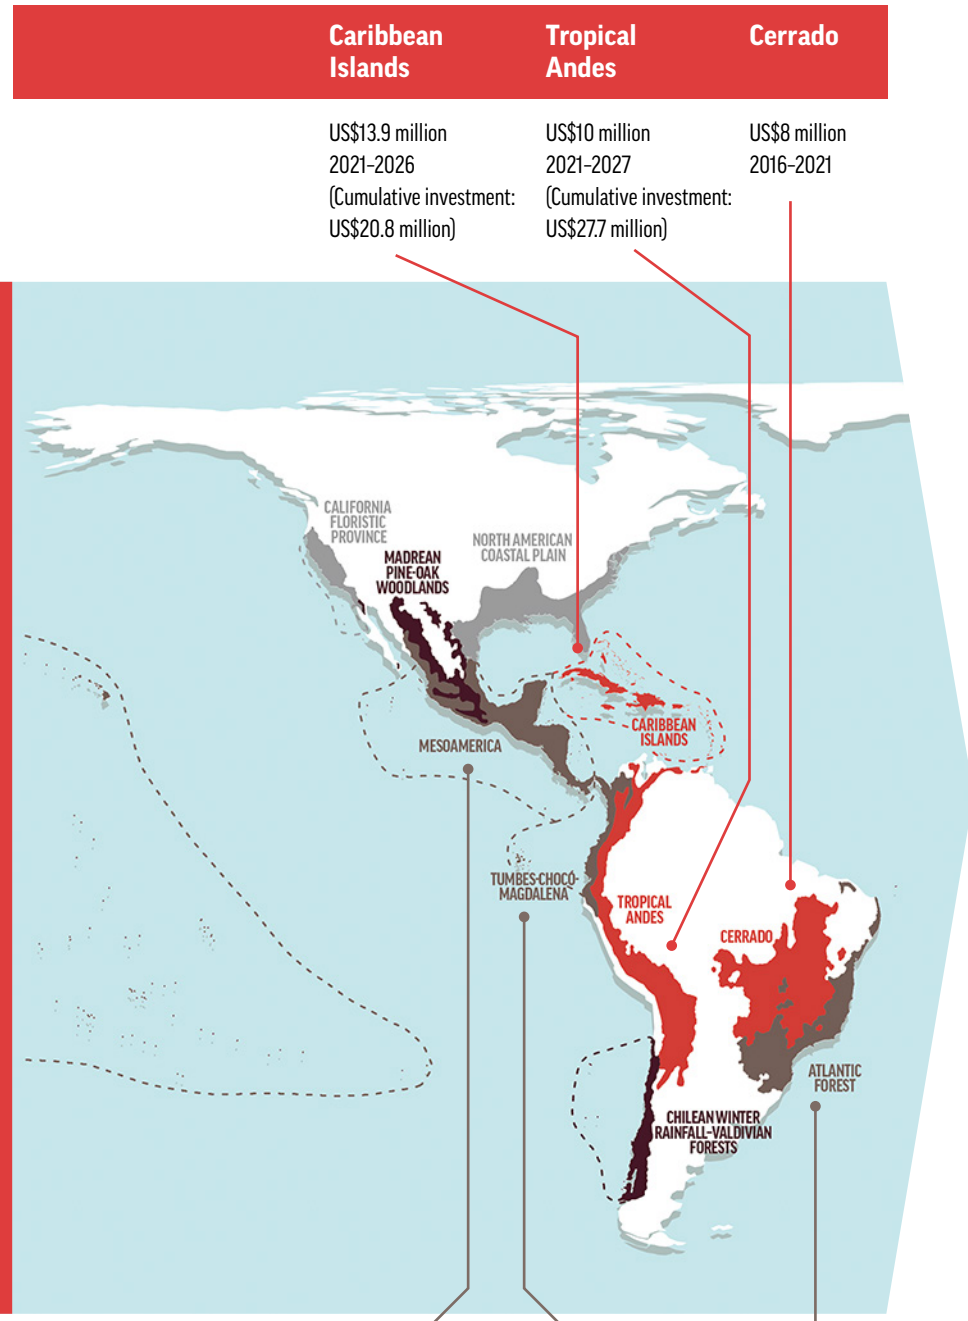 Caribbean
Islands
Tropical
Andes
Cerrado
US$13.9 million
2021–2026
(Cumulative investment:
US$20.8 million)
US$10 million
2021–2027
(Cumulative investment:
US$27.7 million)
US$8 million
2016–2021
CALIFORNIA
FLORISTIC
PROVINCE
NORTH AMERICAN
COASTAL PLAIN
MADREAN
PINE-OAK
WOODLANDS
CARIBBEAN
ISLANDS
MESOAMERICA
TUMBES-CHOCÓ-
MAGDALENA
TROPICAL
ANDES
CERRADO
ATLANTIC
FOREST
CHILEAN WINTER
RAINFALL-VALDIVIAN
FORESTS